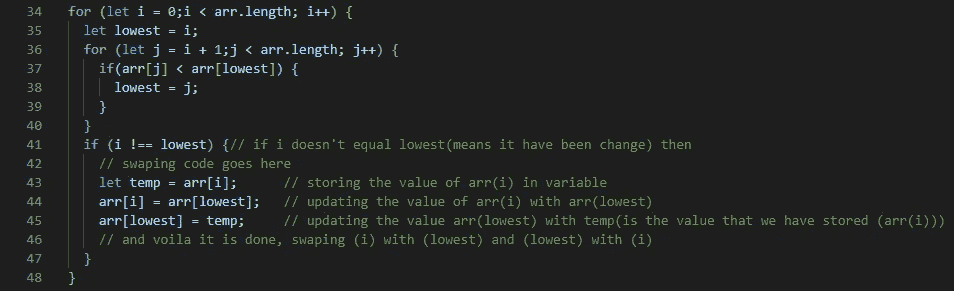 34 for (let i = 0;i < arr.length; i++) {
35 let lowest = i;
36 for (let j = i + 1;j < arr.length; j++) {
37 if(arr[j] < arr[lowest]) {
38 lowest = j;
39 }
40 }
41 if (i !== lowest) {// if i doesn't equal lowest(means it have been change) then
42 // swaping code goes here
43 let temp = arr[i]; // storing the value of arr(i) in variable
44 arr[i] = arr[lowest]; // updating the value of arr(i) with arr(lowest)
45 arr[lowest] = temp; // updating the value arr(lowest) with temp(is the value that we have stored (arr(i)))
46 // and voila it is done, swaping (i) with (lowest) and (lowest) with (i)
47 }
48 }